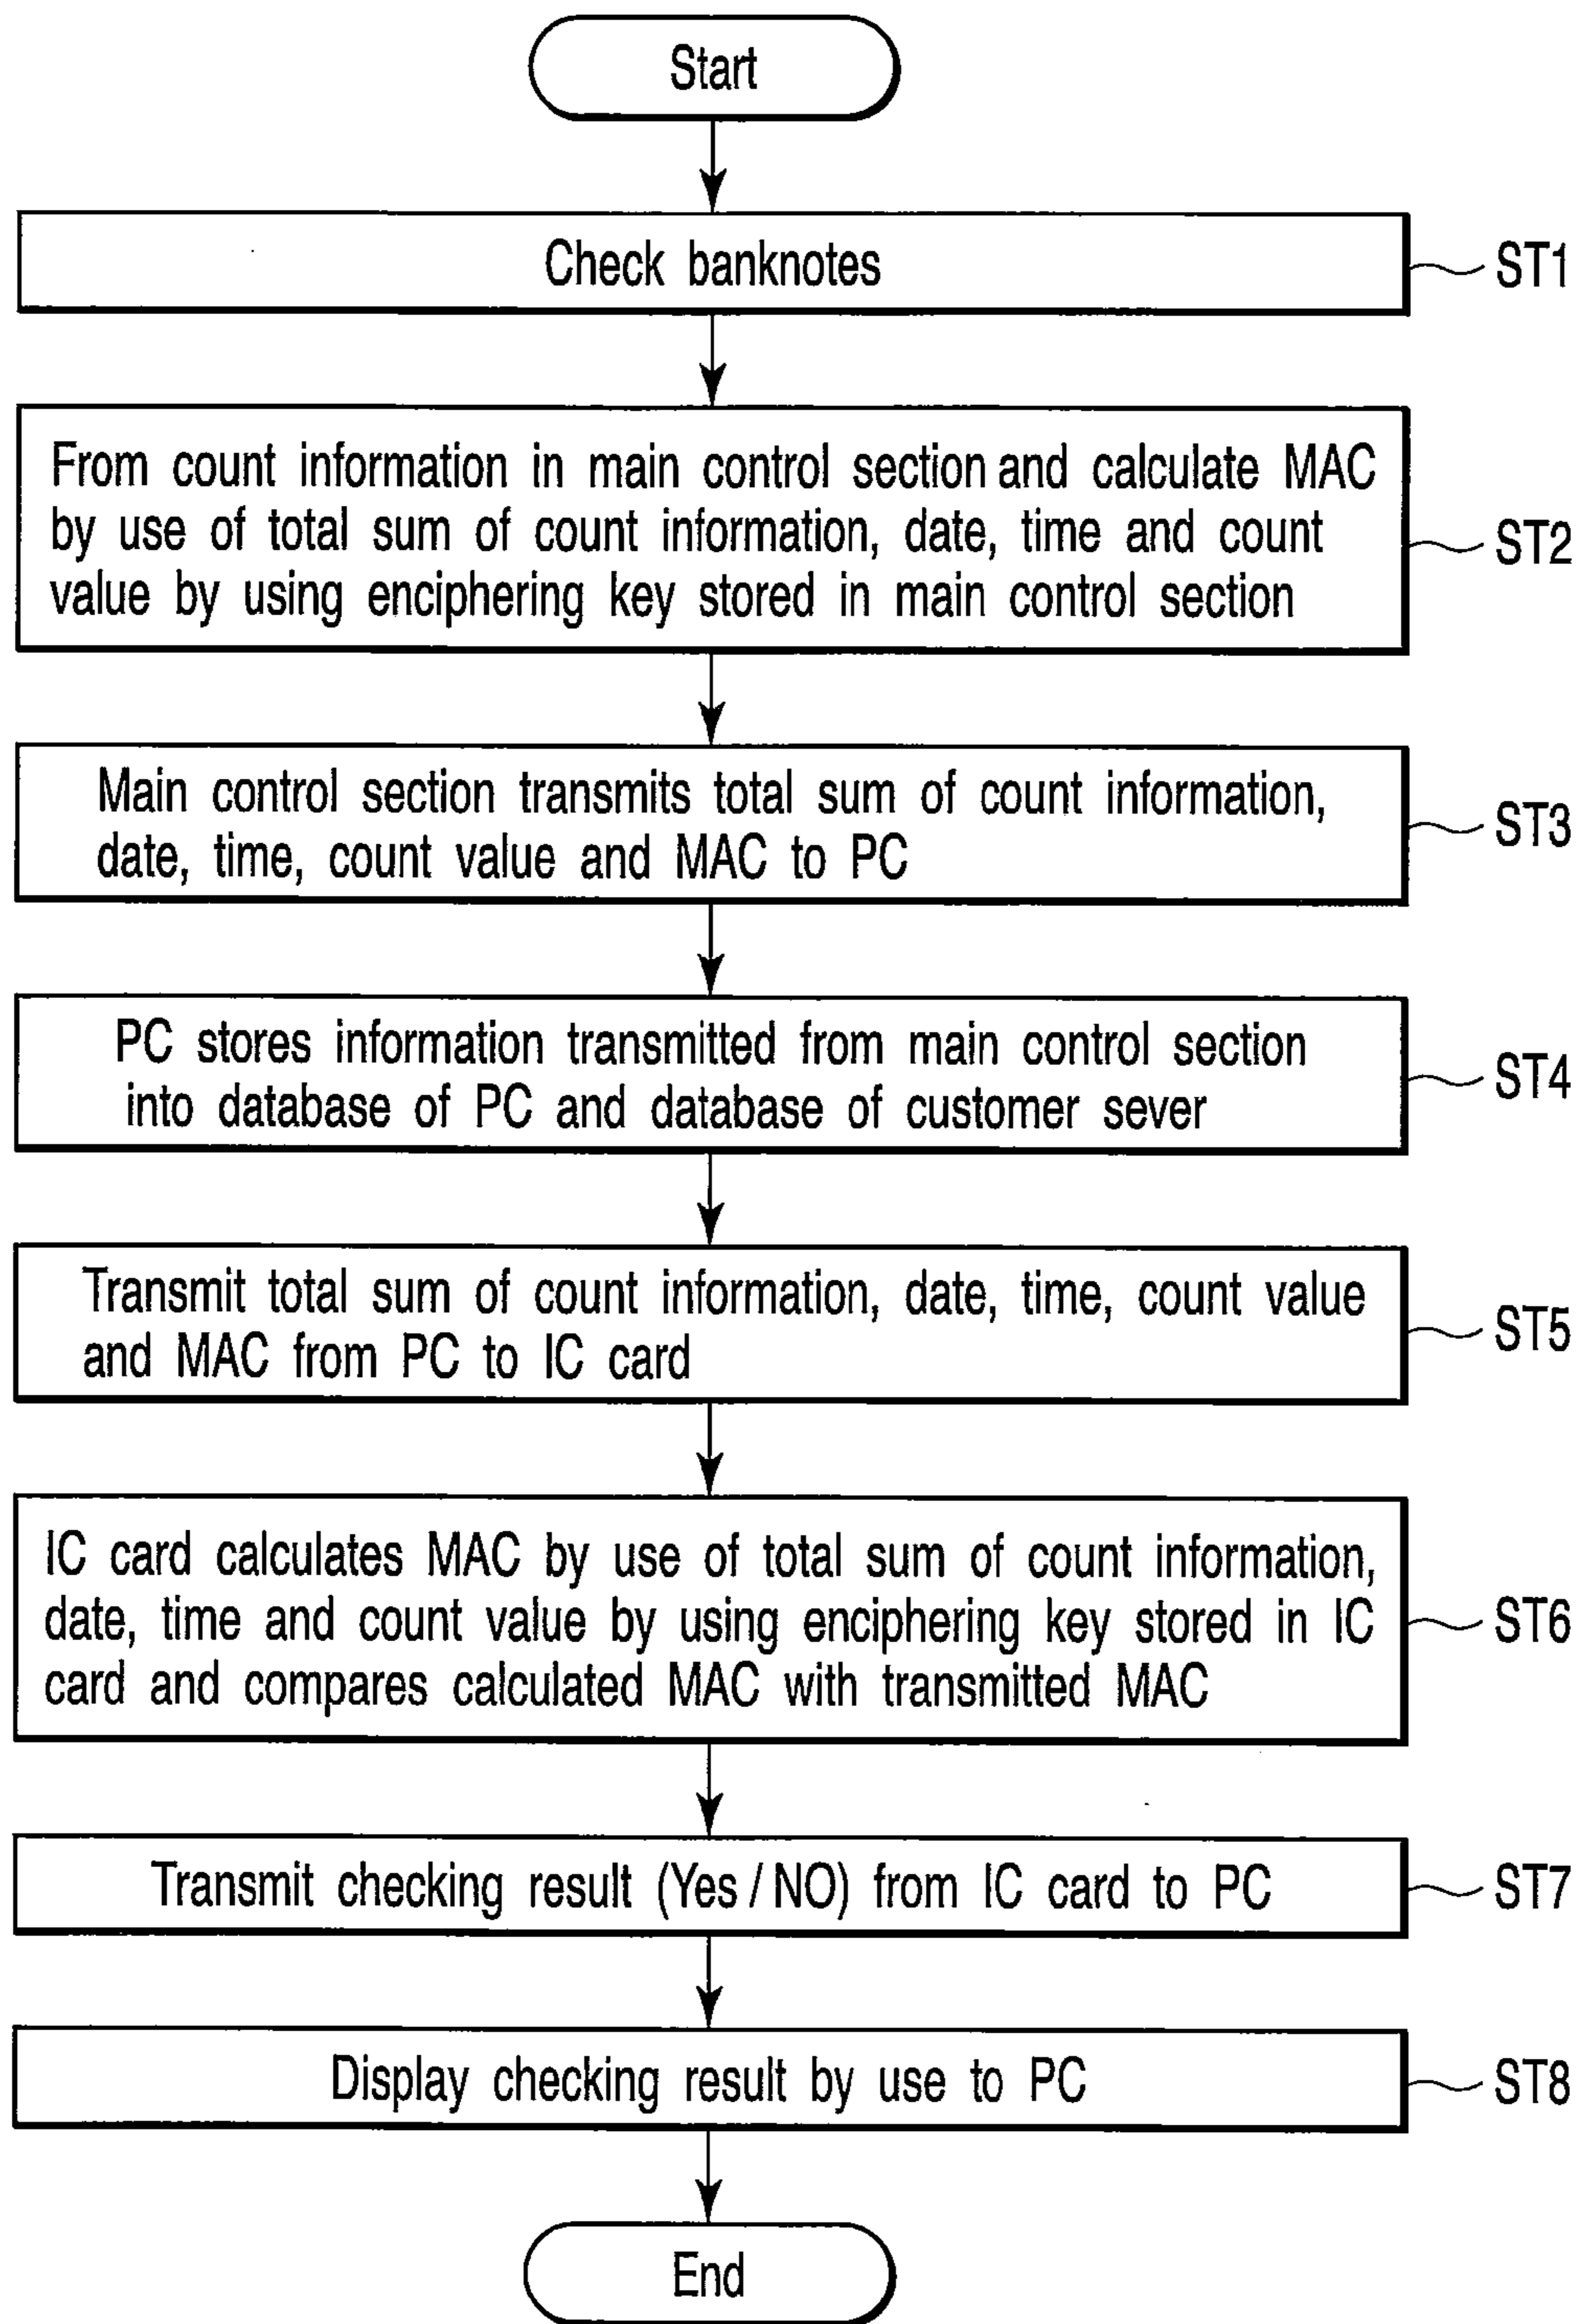 Start
Check banknotes
ST1
From count information in main control section and calculate MAC
by use of total sum of count information, date, time and count
value by using enciphering key stored in main control section
ST2
Main control section transmits total sum of count information,
date, time, count value and MAC to PC
ST3
PC stores information transmitted from main control section
into database of PC and database of customer sever
ST4
Transmit total sum of count information, date, time, count value
and MAC from PC to IC card
ST5
IC card calculates MAC by use of total sum of count information,
date, time and count value by using enciphering key stored in IC
card and compares calculated MAC with transmitted MAC
ST6
Transmit checking result (Yes / NO) from IC card to PC
ST7
Display checking result by use to PC
ST8
End